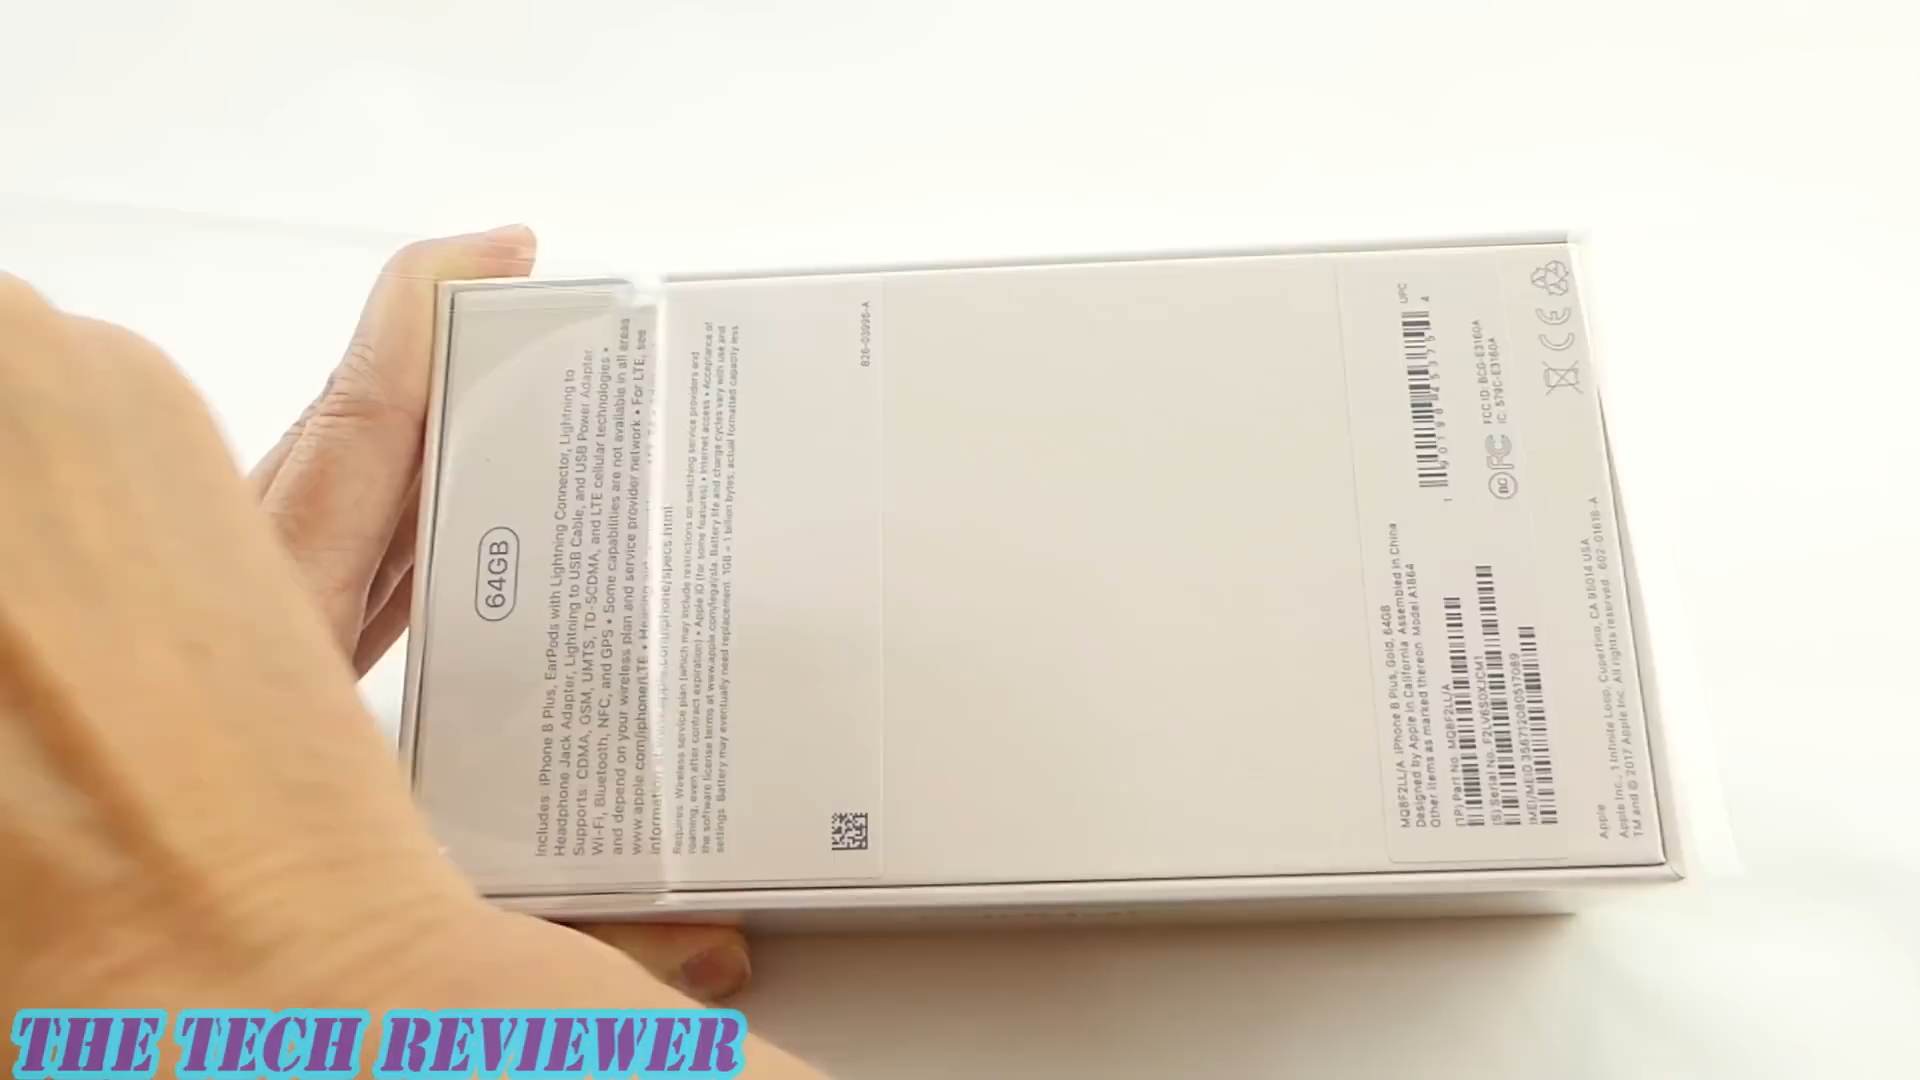 64GB
Includes: iPhone 8 Plus, EarPods with Lightning Connector, Lightning to
Headphone Jack Adapter, Lightning to USB Cable, and USB Power Adapter.
Supports: CDMA, GSM, UMTS, TD-SCDMA, and LTE cellular technologies •
Wi-Fi, Bluetooth, NFC, and GPS • Some capabilities are not available in all areas
and depend on your wireless plan and service provider network • For LTE, see
www.apple.com/iphone/LTE •
Requires: Wireless service plan (which may include restrictions on switching service providers and
roaming, even after contract expiration) • Apple ID (for some features) • Internet access • Acceptance of
the software license terms at www.apple.com/legal/sla. Battery life and charge cycles vary with use and
settings. Battery may eventually need replacement. 1GB = 1 billion bytes; actual formatted capacity less
MQ8F2LL/A iPhone 8 Plus, Gold, 64GB
Designed by Apple in California Assembled in China
Other items as marked thereon Model A1864
(1P) Part No. MQ8F2LL/A
(S) Serial No. F2LV6S0XJCM1
IMEI/MEID 356712080517089
UPC
BC FC FCC ID: BCG-E3160A
IC: 579C-E3160A
CE
Apple
Apple Inc., 1 Infinite Loop, Cupertino, CA 95014 USA
TM and © 2017 Apple Inc. All rights reserved. 602-01618-A
THE TECH REVIEWER